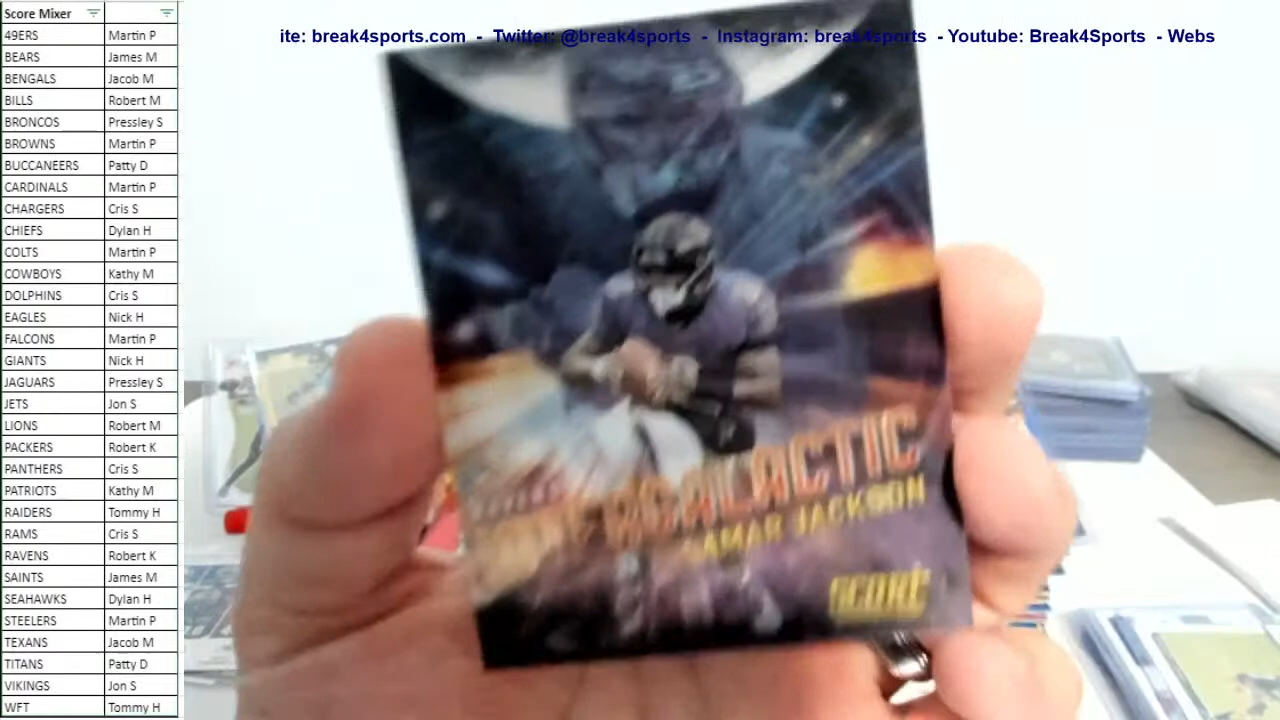 Score Mixer
49ERS Martin P
BEARS James M
BENGALS Jacob M
BILLS Robert M
BRONCOS Pressley S
BROWNS Martin P
BUCCANEERS Patty D
CARDINALS Martin P
CHARGERS Cris S
CHIEFS Dylan H
COLTS Martin P
COWBOYS Kathy M
DOLPHINS Cris S
EAGLES Nick H
FALCONS Martin P
GIANTS Nick H
JAGUARS Pressley S
JETS Jon S
LIONS Robert M
PACKERS Robert K
PANTHERS Cris S
PATRIOTS Kathy M
RAIDERS Tommy H
RAMS Cris S
RAVENS Robert K
SAINTS James M
SEAHAWKS Dylan H
STEELERS Martin P
TEXANS Jacob M
TITANS Patty D
VIKINGS Jon S
WFT Tommy H
ite: break4sports.com - Twitter: @break4sports - Instagram: break4sports - Youtube: Break4Sports - Webs
INTERGALACTIC
LAMAR JACKSON
SCORE